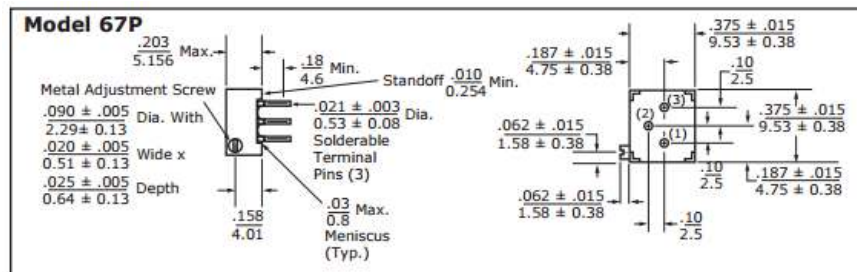 Model 67P
.203
5.156
Max.
.18
4.6
Min.
Standoff .010
0.254
Min.
Metal Adjustment Screw
.090 ± .005
2.29± 0.13
Dia. With
.020 ± .005
0.51 ± 0.13
Wide x
.025 ± .005
0.64 ± 0.13
Depth
.021 ± .003
0.53 ± 0.08
Dia.
Solderable
Terminal
Pins (3)
.158
4.01
.03
0.8
Max.
Meniscus
(Typ.)
.375 ± .015
9.53 ± 0.38
.187 ± .015
4.75 ± 0.38
.10
2.5
(3)
(2)
(1)
.375 ± .015
9.53 ± 0.38
.062 ± .015
1.58 ± 0.38
.10
2.5
.187 ± .015
4.75 ± 0.38
.062 ± .015
1.58 ± 0.38
.10
2.5